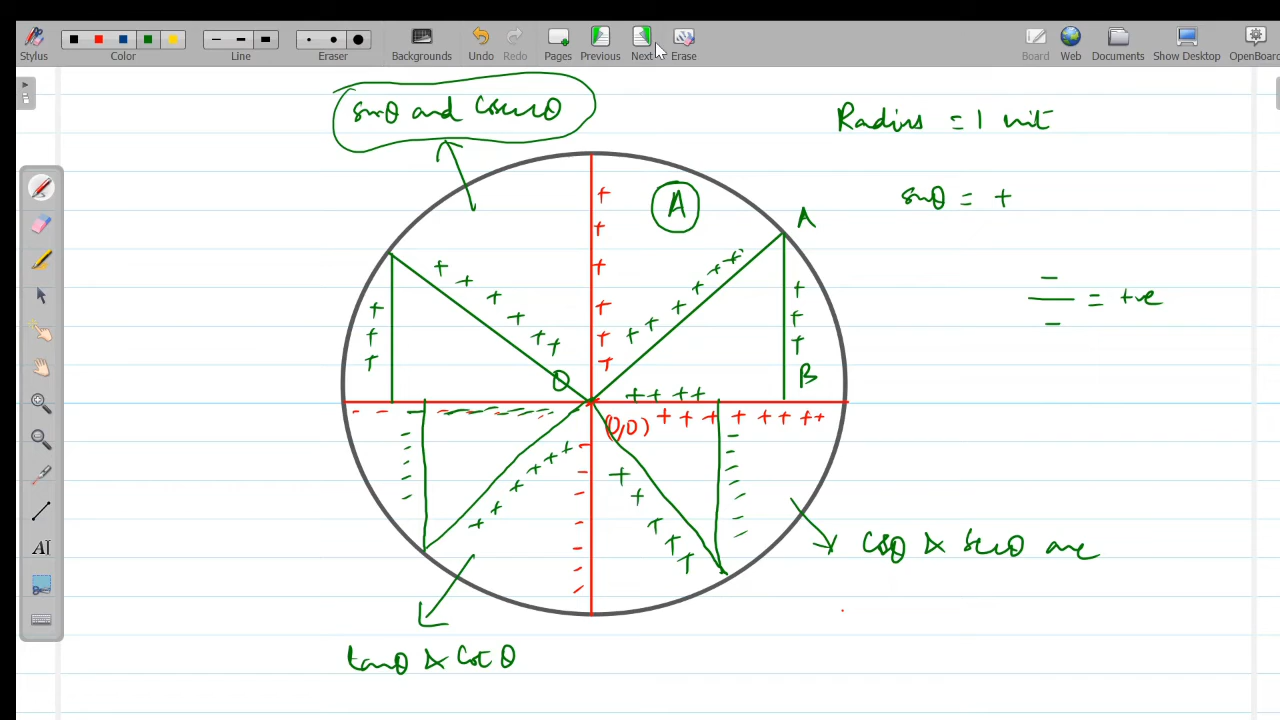 Stylus Color Line Eraser Backgrounds Undo Redo Pages Previous Next Erase Board Web Documents Show Desktop OpenBoard
sinθ and cosecθ
Radius = 1 unit
A
A
sinθ = +
+ + + + + +
+ + + + + +
+ + + + + + +
+ + +
+ + +
− / − = +ve
O
B
+ + + +
(0,0)
+ + + + + + +
− − − − − − −
+ + + + + +
+ + + + +
cosθ & secθ are
tanθ & cotθ
AI